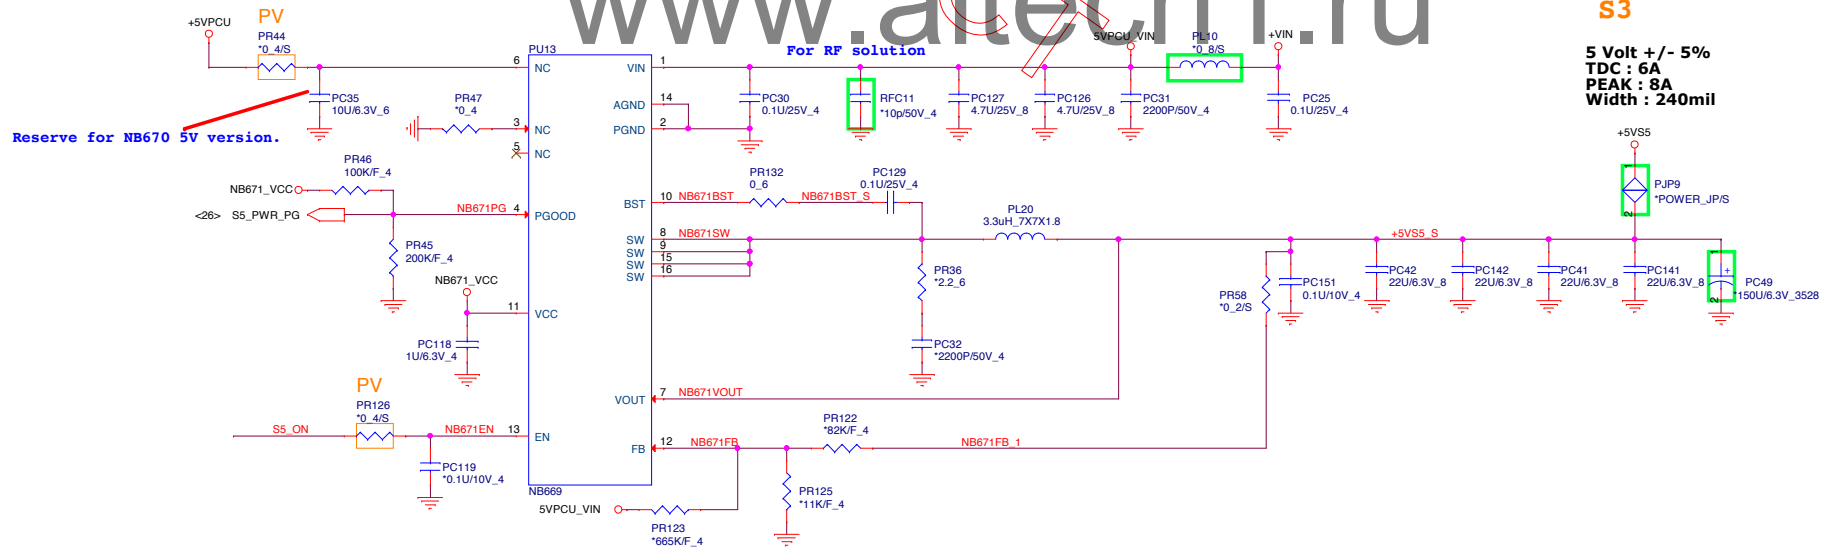 www.altech1.ru
S3
5 Volt +/- 5%
TDC : 6A
PEAK : 8A
Width : 240mil
+5VPCU
PV
PR44
*0_4/S
PU13
For RF solution
5VPCU_VIN
PL10
*0_8/S
+VIN
6
NC
VIN
1
PC35
10U/6.3V_6
PR47
*0_4
3
NC
5
NC
AGND
14
PGND
2
PC30
0.1U/25V_4
RFC11
*10p/50V_4
PC127
4.7U/25V_8
PC126
4.7U/25V_8
PC31
2200P/50V_4
PC25
0.1U/25V_4
Reserve for NB670 5V version.
+5VS5
1
PJP9
*POWER_JP/S
2
PR46
100K/F_4
NB671_VCC
<26>
S5_PWR_PG
NB671PG
4
PGOOD
PR45
200K/F_4
BST
10
NB671BST
PR132
0_6
NB671BST_S
PC129
0.1U/25V_4
SW
8
NB671SW
SW
9
SW
15
SW
16
PL20
3.3uH_7X7X1.8
+5VS5_S
PR36
*2.2_6
PC32
*2200P/50V_4
PR58
*0_2/S
PC151
0.1U/10V_4
PC42
22U/6.3V_8
PC142
22U/6.3V_8
PC41
22U/6.3V_8
PC141
22U/6.3V_8
1
+
2
PC49
*150U/6.3V_3528
NB671_VCC
11
VCC
PC118
1U/6.3V_4
VOUT
7
NB671VOUT
PV
PR126
*0_4/S
S5_ON
NB671EN
13
EN
PC119
*0.1U/10V_4
FB
12
NB671FB
PR122
*82K/F_4
NB671FB_1
PR125
*11K/F_4
NB669
5VPCU_VIN
PR123
*665K/F_4